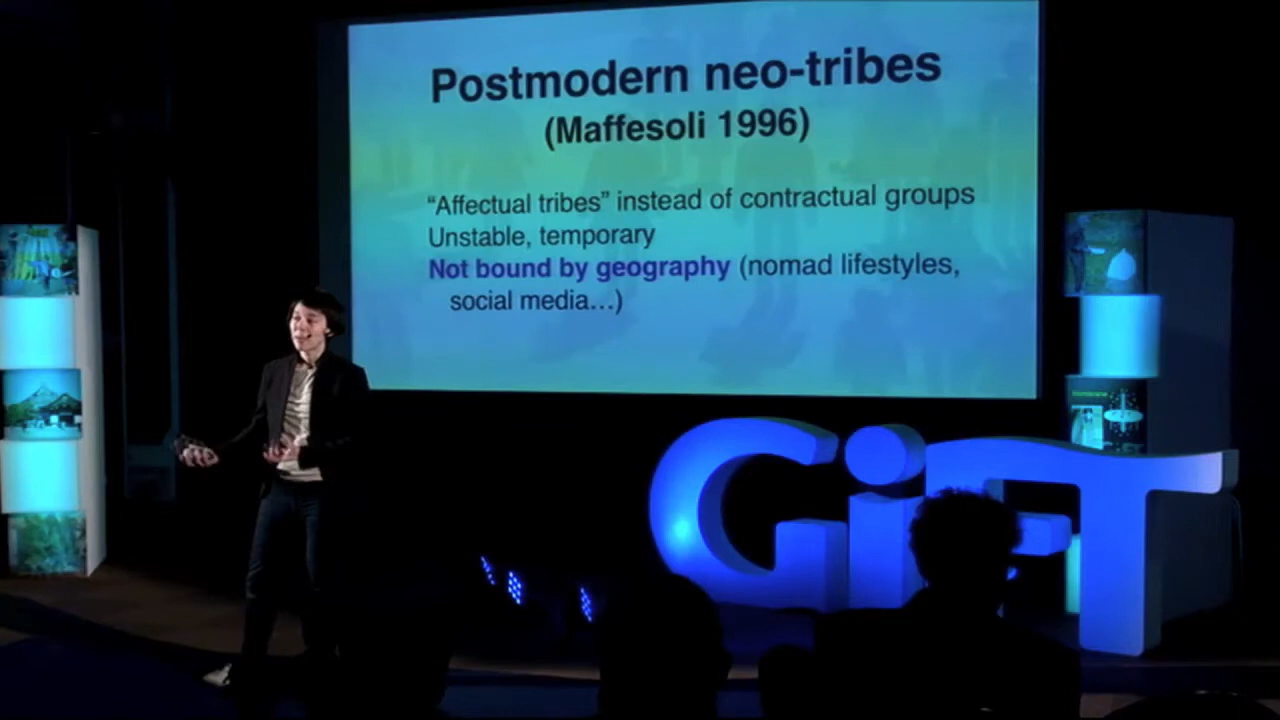 Postmodern neo-tribes
(Maffesoli 1996)
“Affectual tribes” instead of contractual groups
Unstable, temporary
Not bound by geography (nomad lifestyles,
social media…)
GiFT